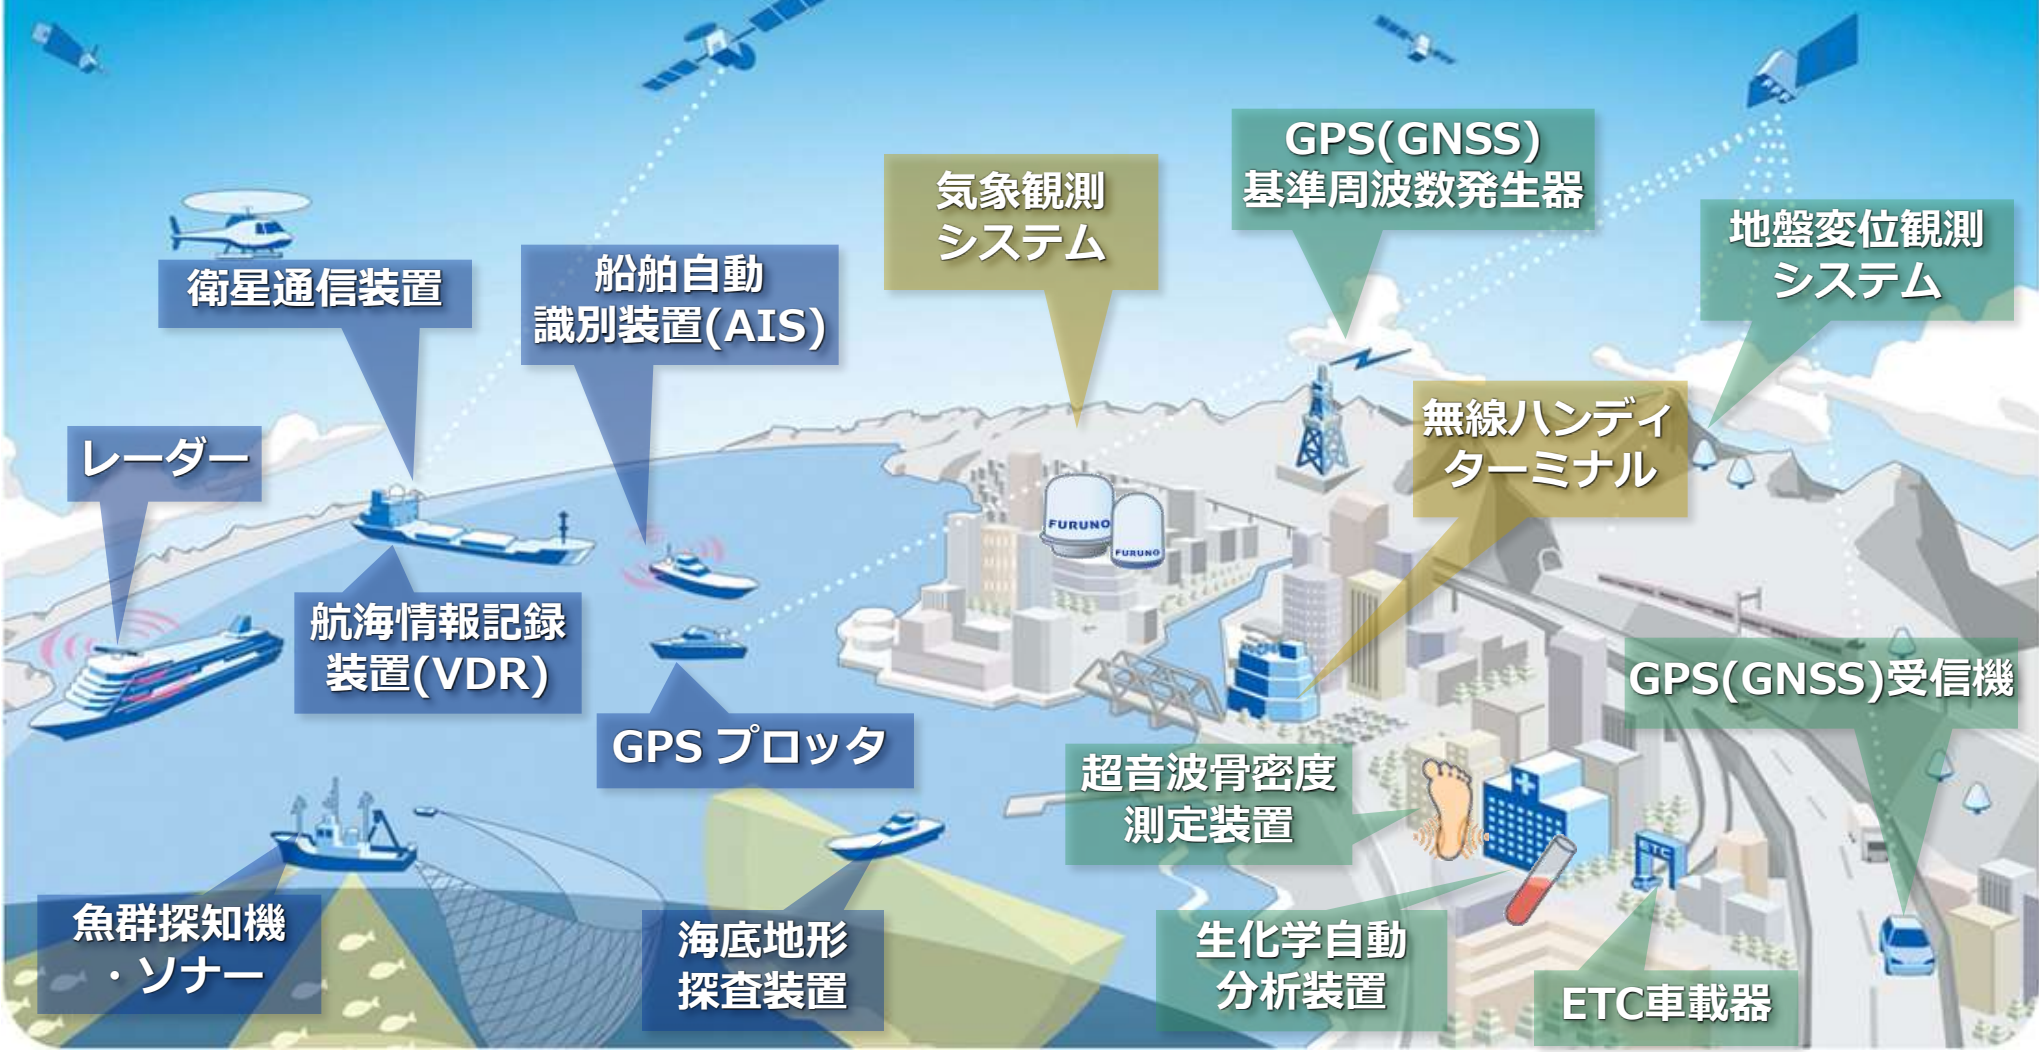 GPS(GNSS)
基準周波数発生器
気象観測
システム
地盤変位観測
システム
衛星通信装置
船舶自動
識別装置(AIS)
無線ハンディ
ターミナル
レーダー
FURUNO
FURUNO
航海情報記録
装置(VDR)
GPS(GNSS)受信機
GPS プロッタ
超音波骨密度
測定装置
ETC
魚群探知機
・ソナー
海底地形
探査装置
生化学自動
分析装置
ETC車載器